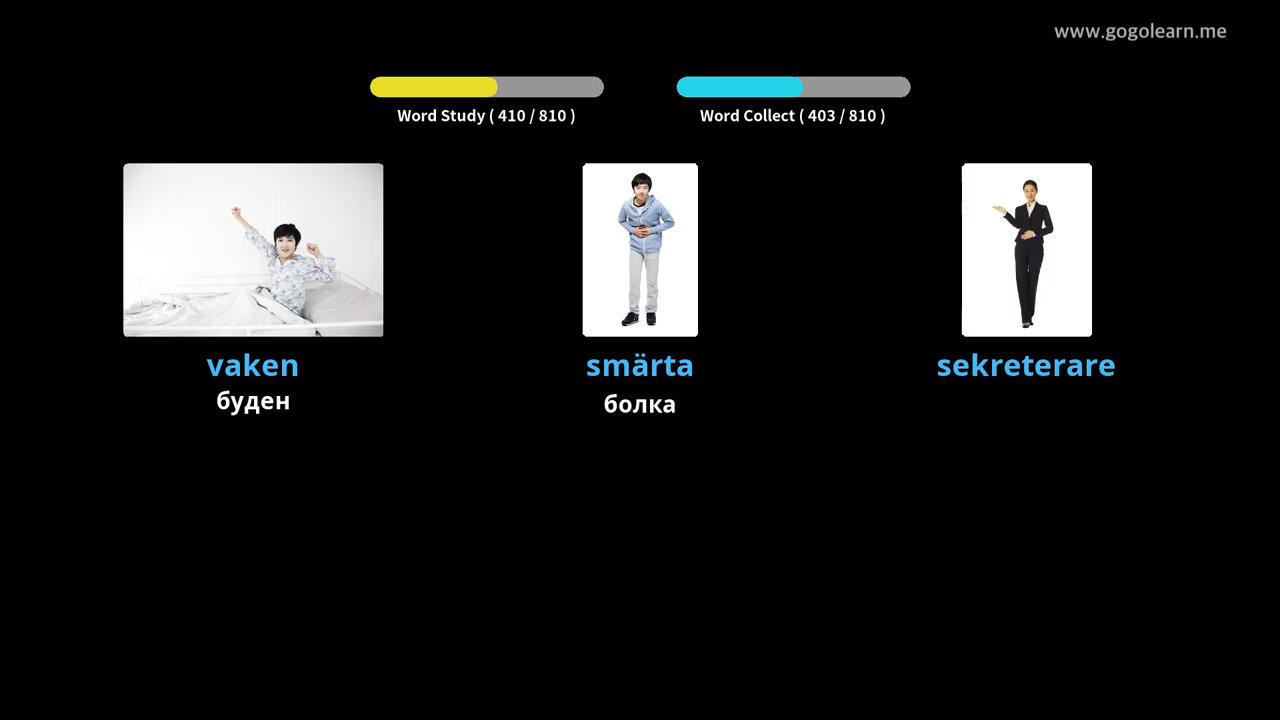 www.gogolearn.me
Word Study ( 410 / 810 )
Word Collect ( 403 / 810 )
vaken
smärta
sekreterare
буден
болка